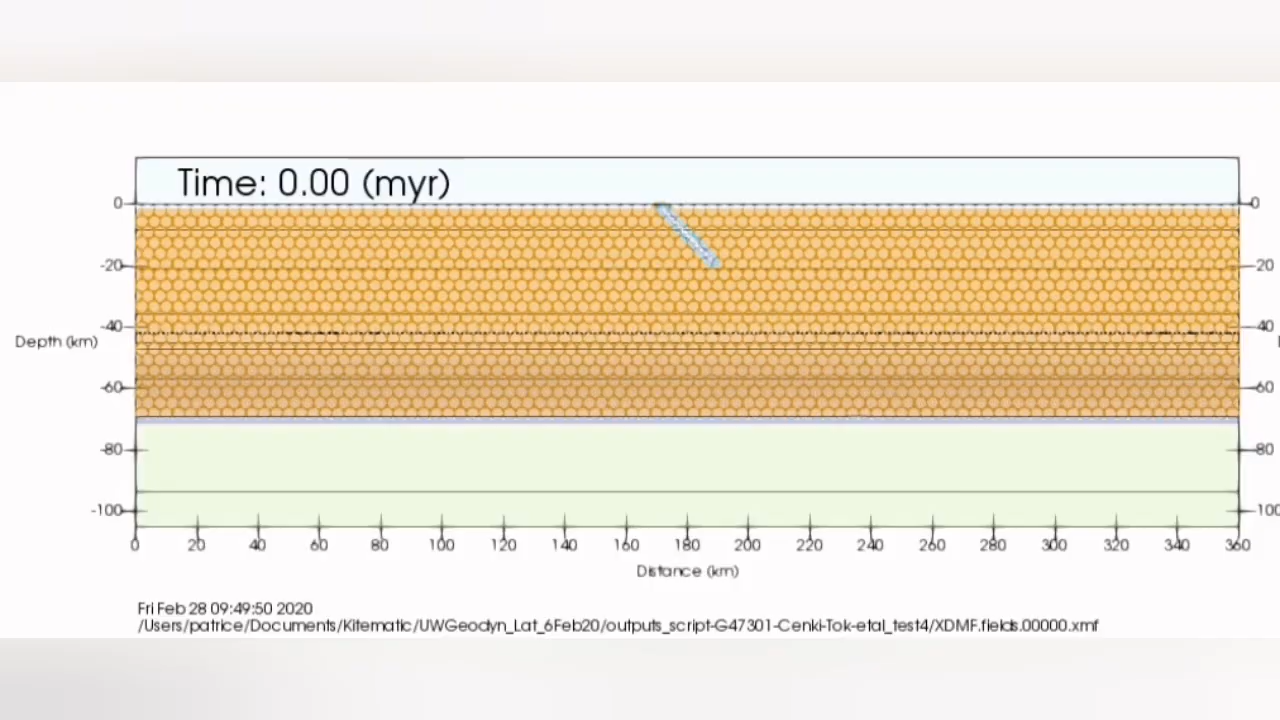 Time: 0.00 (myr)
0 0
-20 -20
-40 -40
Depth (km)
-60 -60
-80 -80
-100 -100
0 20 40 60 80 100 120 140 160 180 200 220 240 260 280 300 320 340 360
Distance (km)
Fri Feb 28 09:49:50 2020
/Users/patrice/Documents/Kitematic/UWGeodyn_Lat_6Feb20/outputs_script-G47301-Cenki-Tok-etal_test4/XDMF.fields.00000.xmf